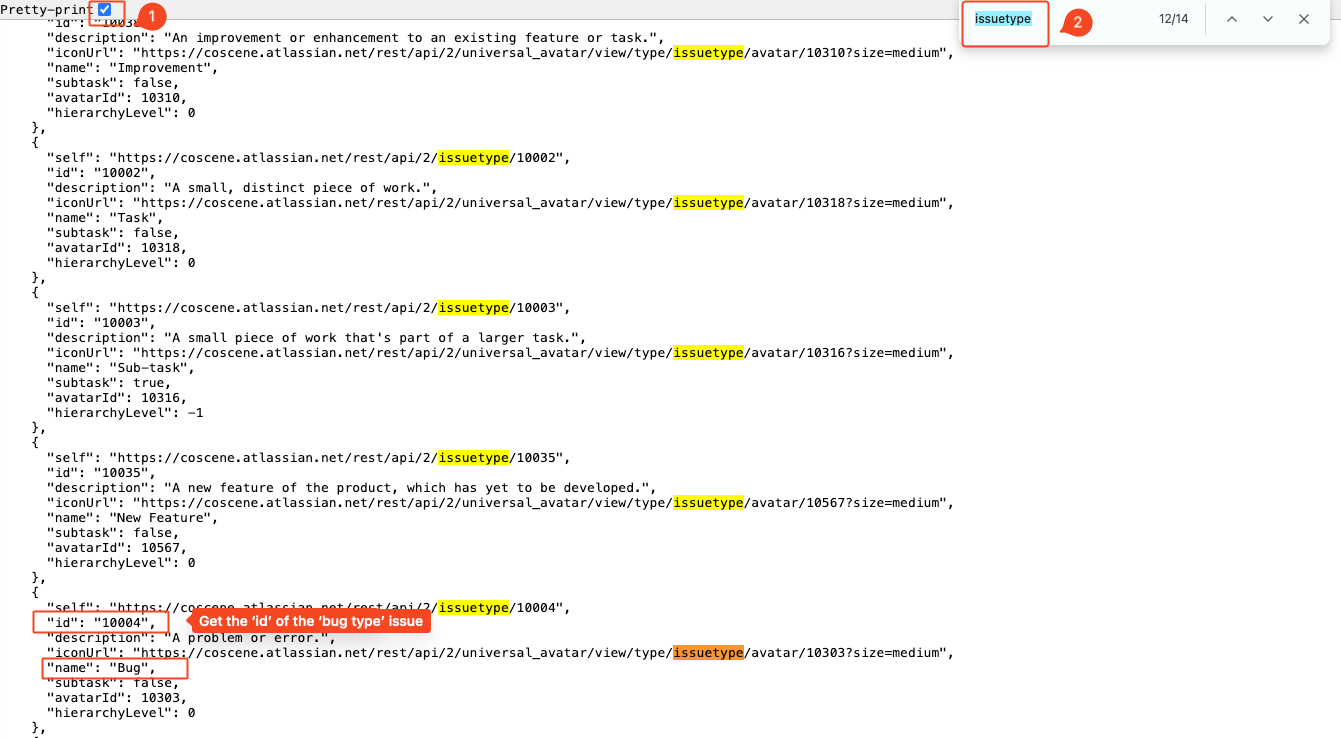 Pretty-print 1 issuetype 12/14 2
"id": "10038
"description": "An improvement or enhancement to an existing feature or task.",
"iconUrl": "https://coscene.atlassian.net/rest/api/2/universal_avatar/view/type/issuetype/avatar/10310?size=medium",
"name": "Improvement",
"subtask": false,
"avatarId": 10310,
"hierarchyLevel": 0
},
{
"self": "https://coscene.atlassian.net/rest/api/2/issuetype/10002",
"id": "10002",
"description": "A small, distinct piece of work.",
"iconUrl": "https://coscene.atlassian.net/rest/api/2/universal_avatar/view/type/issuetype/avatar/10318?size=medium",
"name": "Task",
"subtask": false,
"avatarId": 10318,
"hierarchyLevel": 0
},
{
"self": "https://coscene.atlassian.net/rest/api/2/issuetype/10003",
"id": "10003",
"description": "A small piece of work that's part of a larger task.",
"iconUrl": "https://coscene.atlassian.net/rest/api/2/universal_avatar/view/type/issuetype/avatar/10316?size=medium",
"name": "Sub-task",
"subtask": true,
"avatarId": 10316,
"hierarchyLevel": -1
},
{
"self": "https://coscene.atlassian.net/rest/api/2/issuetype/10035",
"id": "10035",
"description": "A new feature of the product, which has yet to be developed.",
"iconUrl": "https://coscene.atlassian.net/rest/api/2/universal_avatar/view/type/issuetype/avatar/10567?size=medium",
"name": "New Feature",
"subtask": false,
"avatarId": 10567,
"hierarchyLevel": 0
},
{
"self": "https://coscene.atlassian.net/rest/api/2/issuetype/10004",
"id": "10004", Get the ‘id’ of the ‘bug type’ issue
"description": "A problem or error.",
"iconUrl": "https://coscene.atlassian.net/rest/api/2/universal_avatar/view/type/issuetype/avatar/10303?size=medium",
"name": "Bug",
"subtask": false,
"avatarId": 10303,
"hierarchyLevel": 0
},